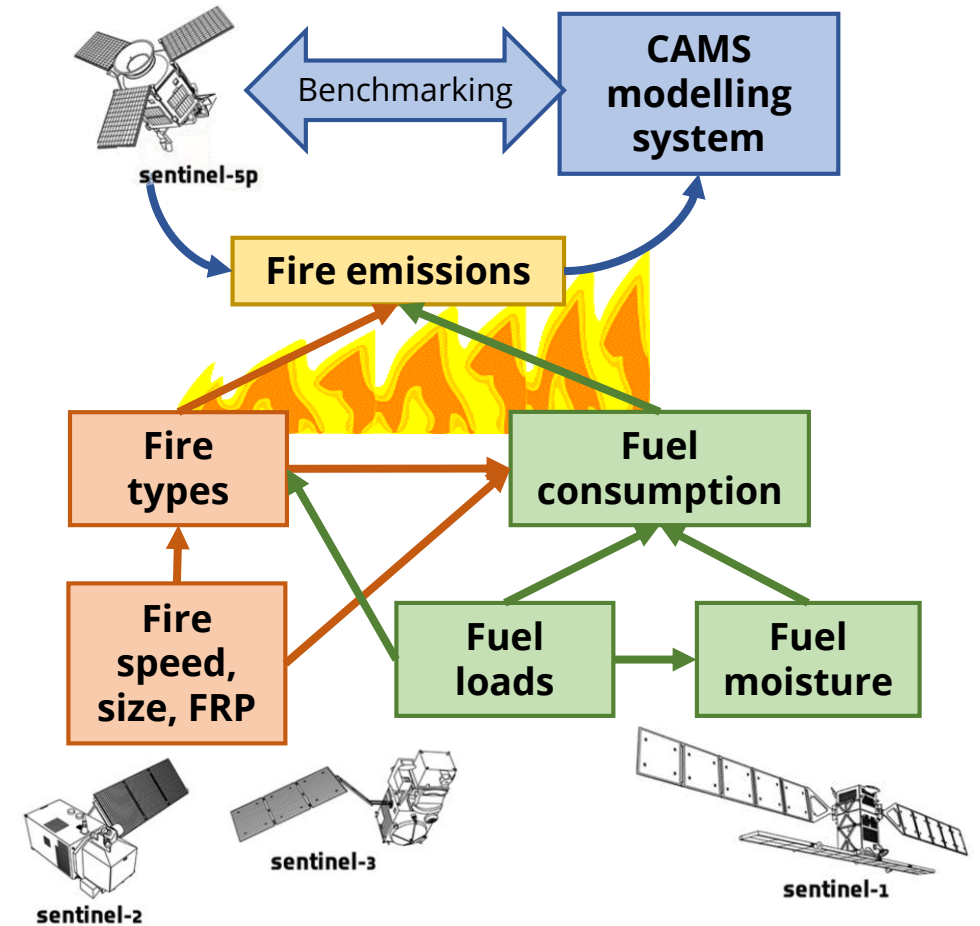 CAMS
modelling
system
Benchmarking
sentinel-5p
Fire emissions
Fire
types
Fuel
consumption
Fire
speed,
size, FRP
Fuel
loads
Fuel
moisture
sentinel-2
sentinel-3
sentinel-1